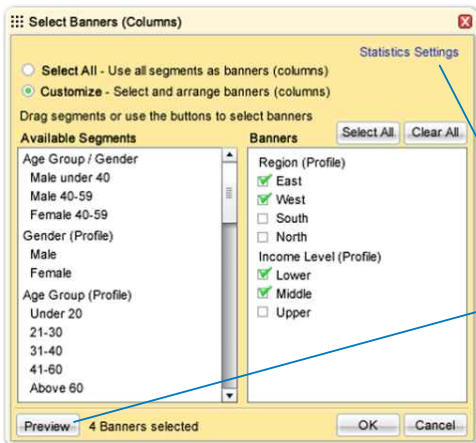 Select Banners (Columns)
Statistics Settings
Select All - Use all segments as banners (columns)
Customize - Select and arrange banners (columns)
Drag segments or use the buttons to select banners
Available Segments
Banners
Select All
Clear All
Age Group / Gender
Male under 40
Male 40-59
Female 40-59
Gender (Profile)
Male
Female
Age Group (Profile)
Under 20
21-30
31-40
41-60
Above 60
Region (Profile)
East
West
South
North
Income Level (Profile)
Lower
Middle
Upper
Preview
4 Banners selected
OK
Cancel